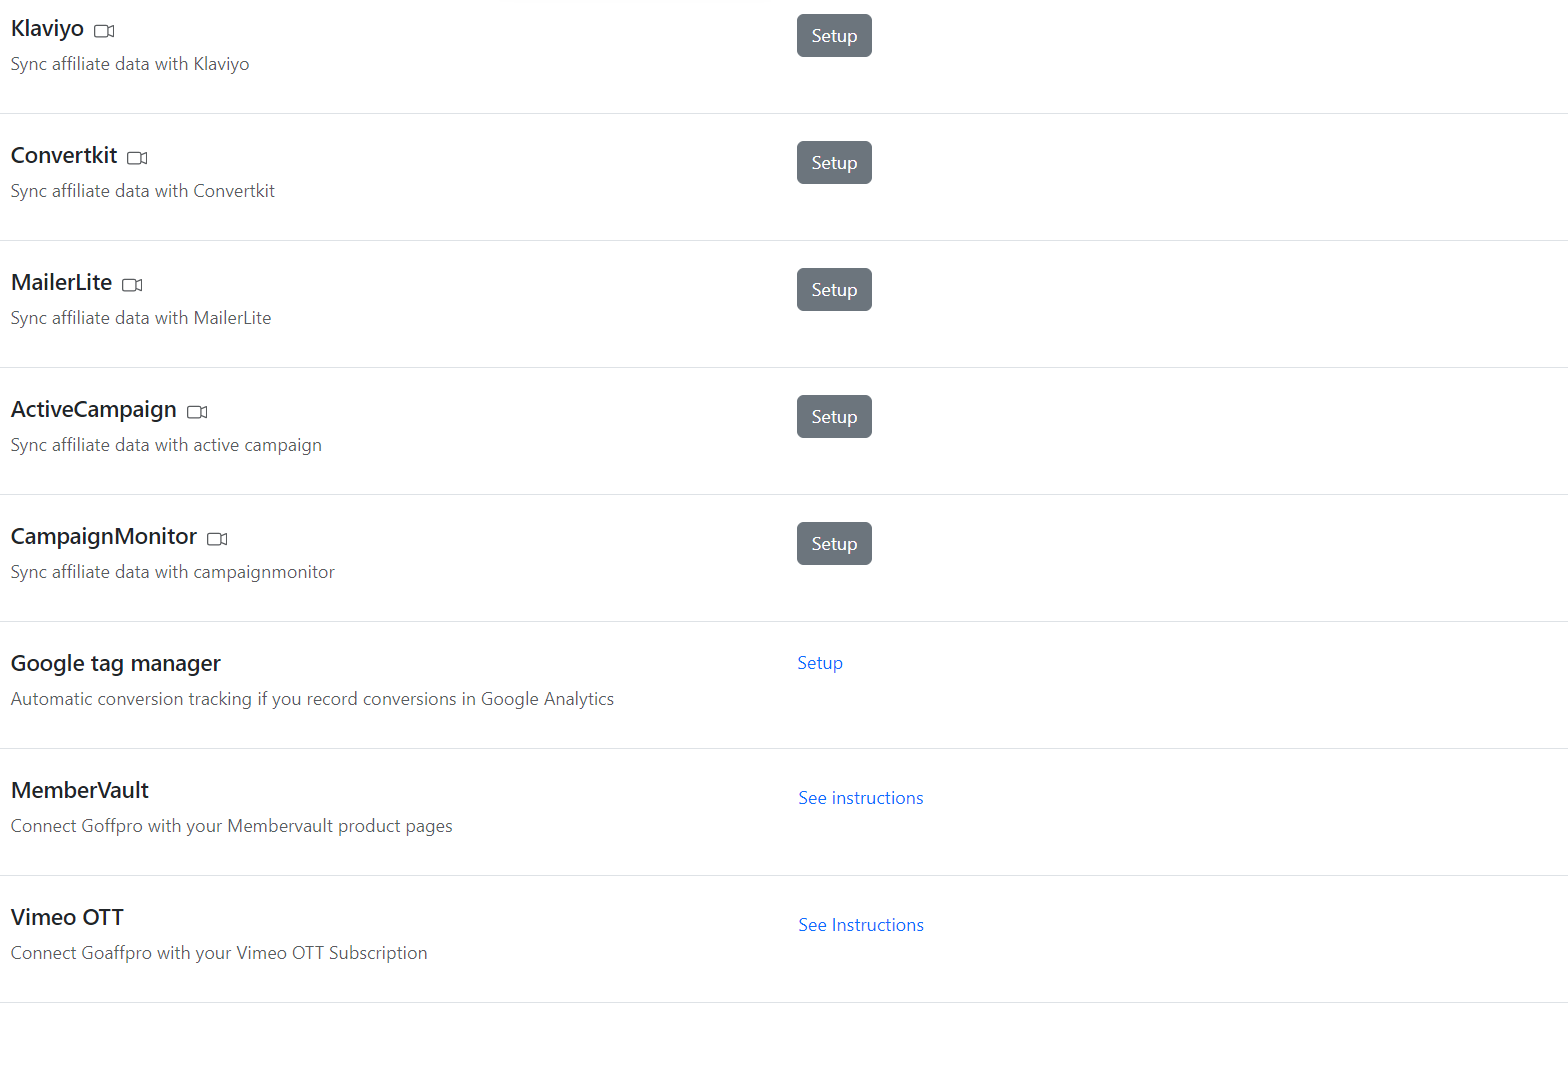 Klaviyo
Setup
Sync affiliate data with Klaviyo
Convertkit
Setup
Sync affiliate data with Convertkit
MailerLite
Setup
Sync affiliate data with MailerLite
ActiveCampaign
Setup
Sync affiliate data with active campaign
CampaignMonitor
Setup
Sync affiliate data with campaignmonitor
Google tag manager
Setup
Automatic conversion tracking if you record conversions in Google Analytics
MemberVault
See instructions
Connect Goffpro with your Membervault product pages
Vimeo OTT
See Instructions
Connect Goaffpro with your Vimeo OTT Subscription